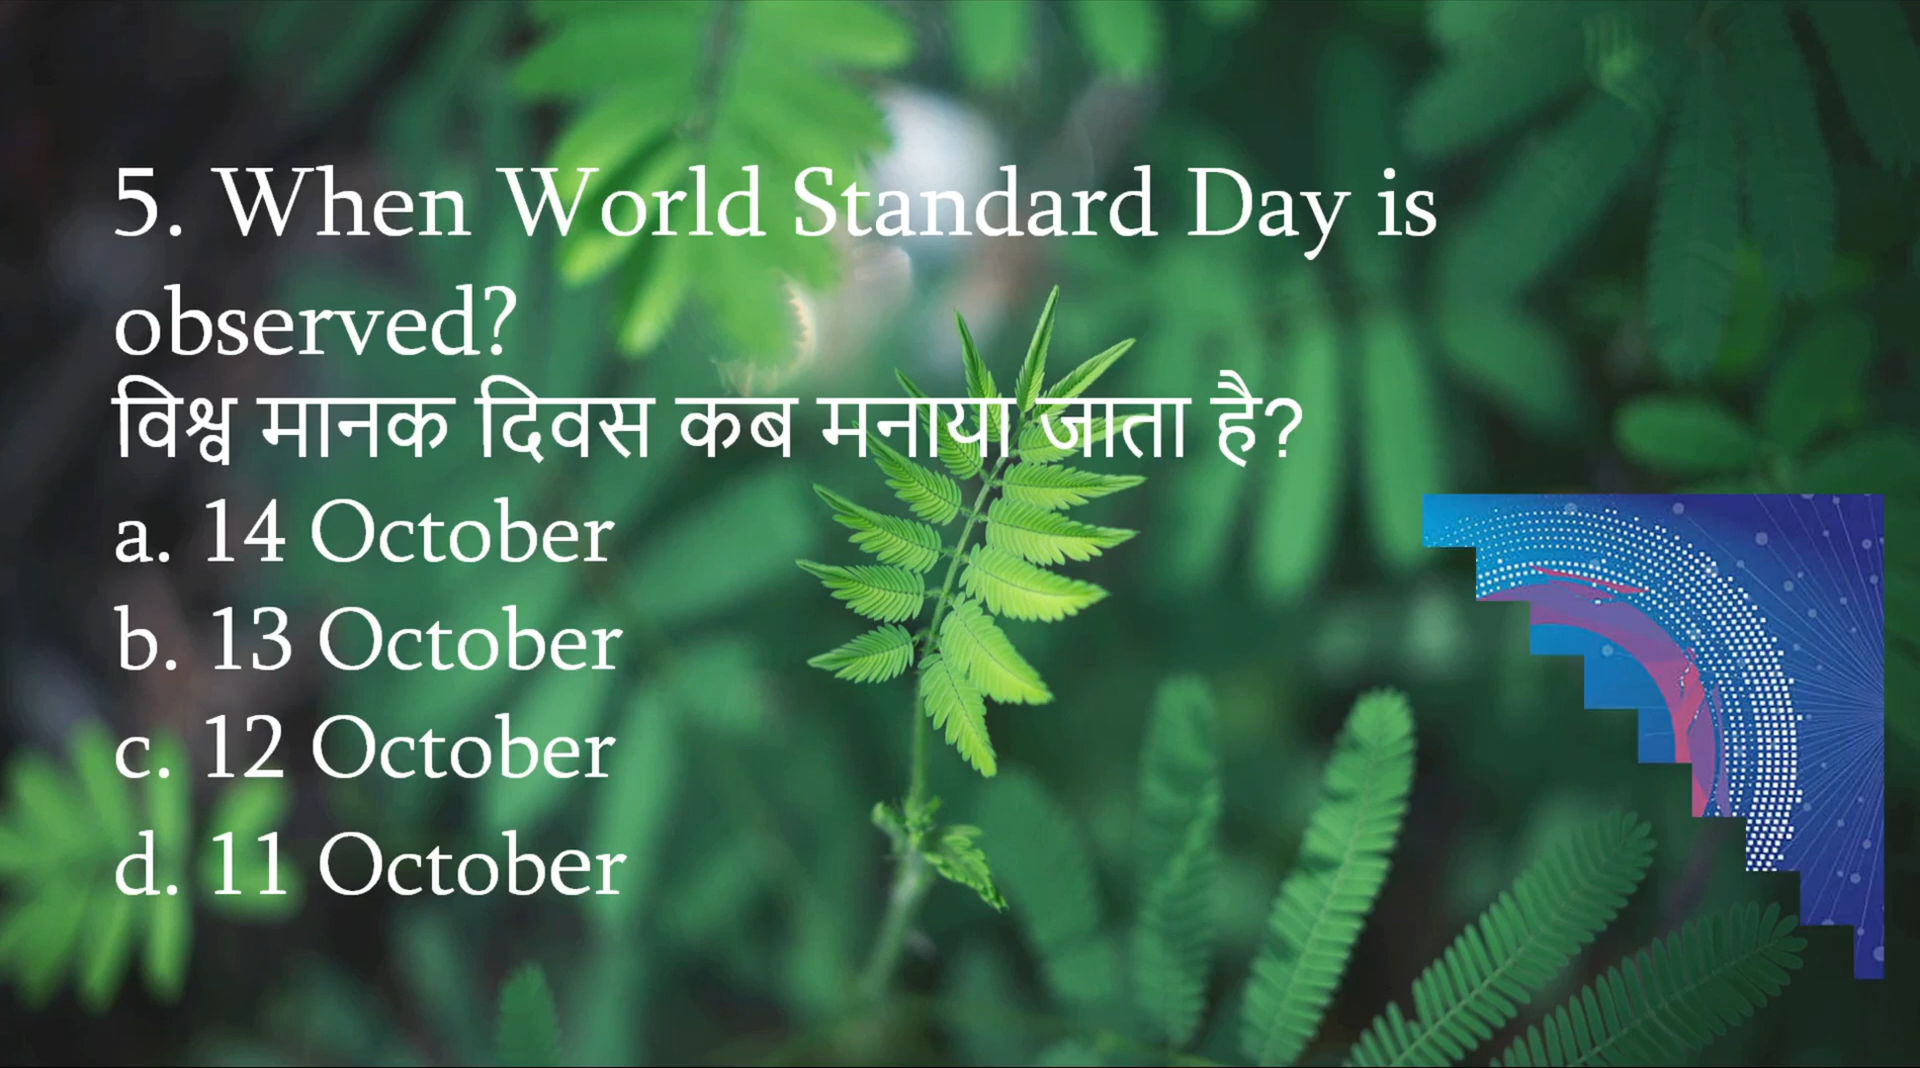 5. When World Standard Day is
observed?
विश्व मानक दिवस कब मनाया जाता है?
a. 14 October
b. 13 October
c. 12 October
d. 11 October